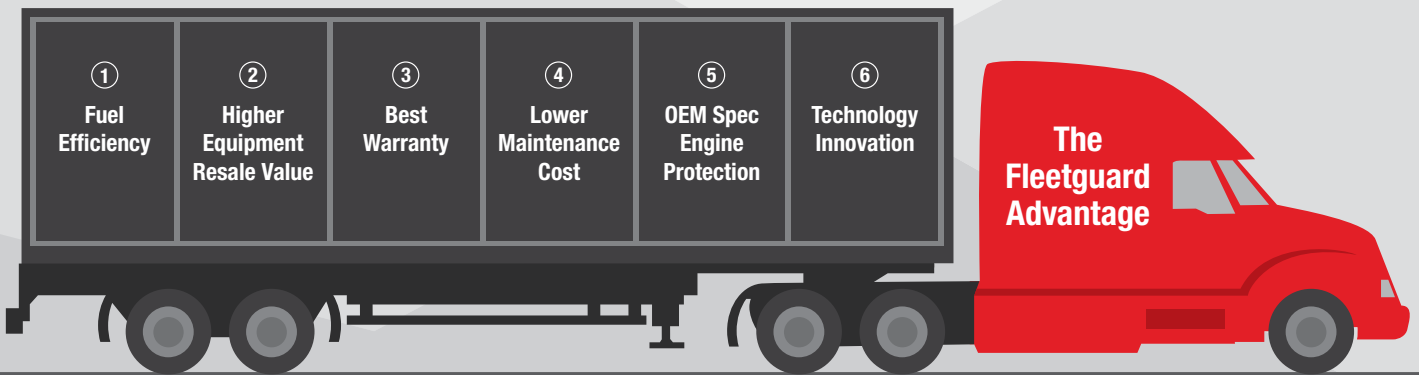 1
Fuel
Efficiency
2
Higher
Equipment
Resale Value
3
Best
Warranty
4
Lower
Maintenance
Cost
5
OEM Spec
Engine
Protection
6
Technology
Innovation
The
Fleetguard
Advantage